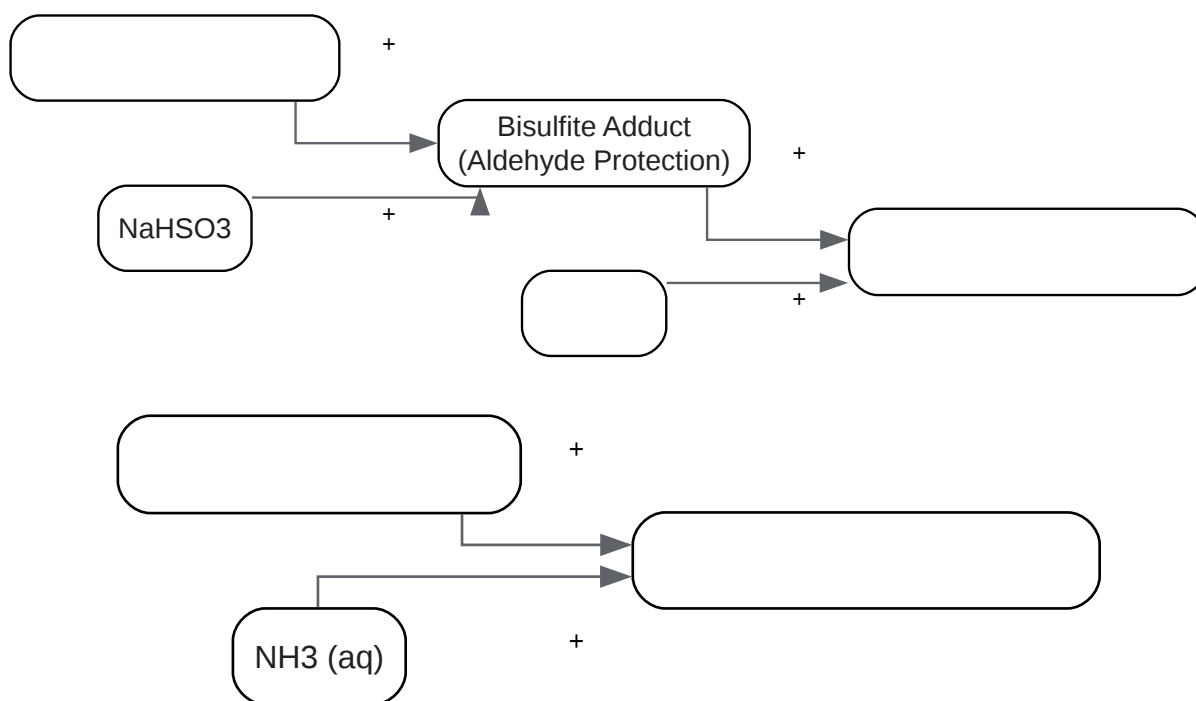 +
Bisulfite Adduct
(Aldehyde Protection)
+
NaHSO3
+
+
+
NH3 (aq)
+